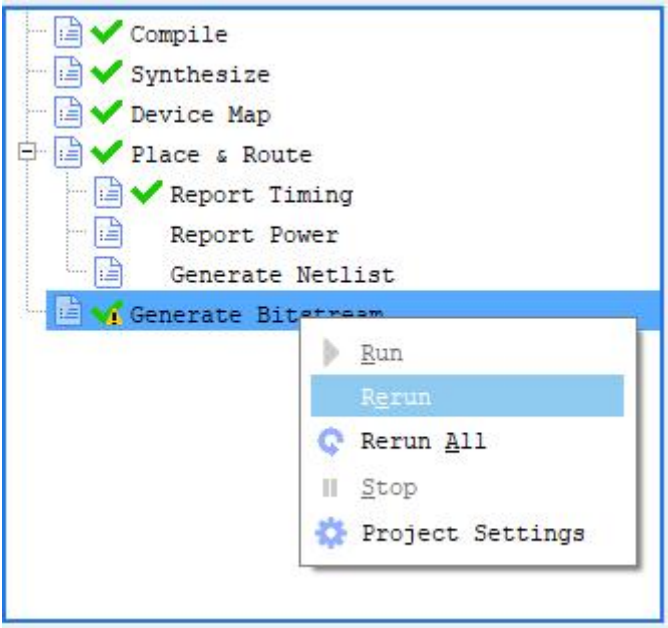 Compile
Synthesize
Device Map
Place & Route
Report Timing
Report Power
Generate Netlist
Generate Bitstream
Run
Rerun
Rerun All
Stop
Project Settings